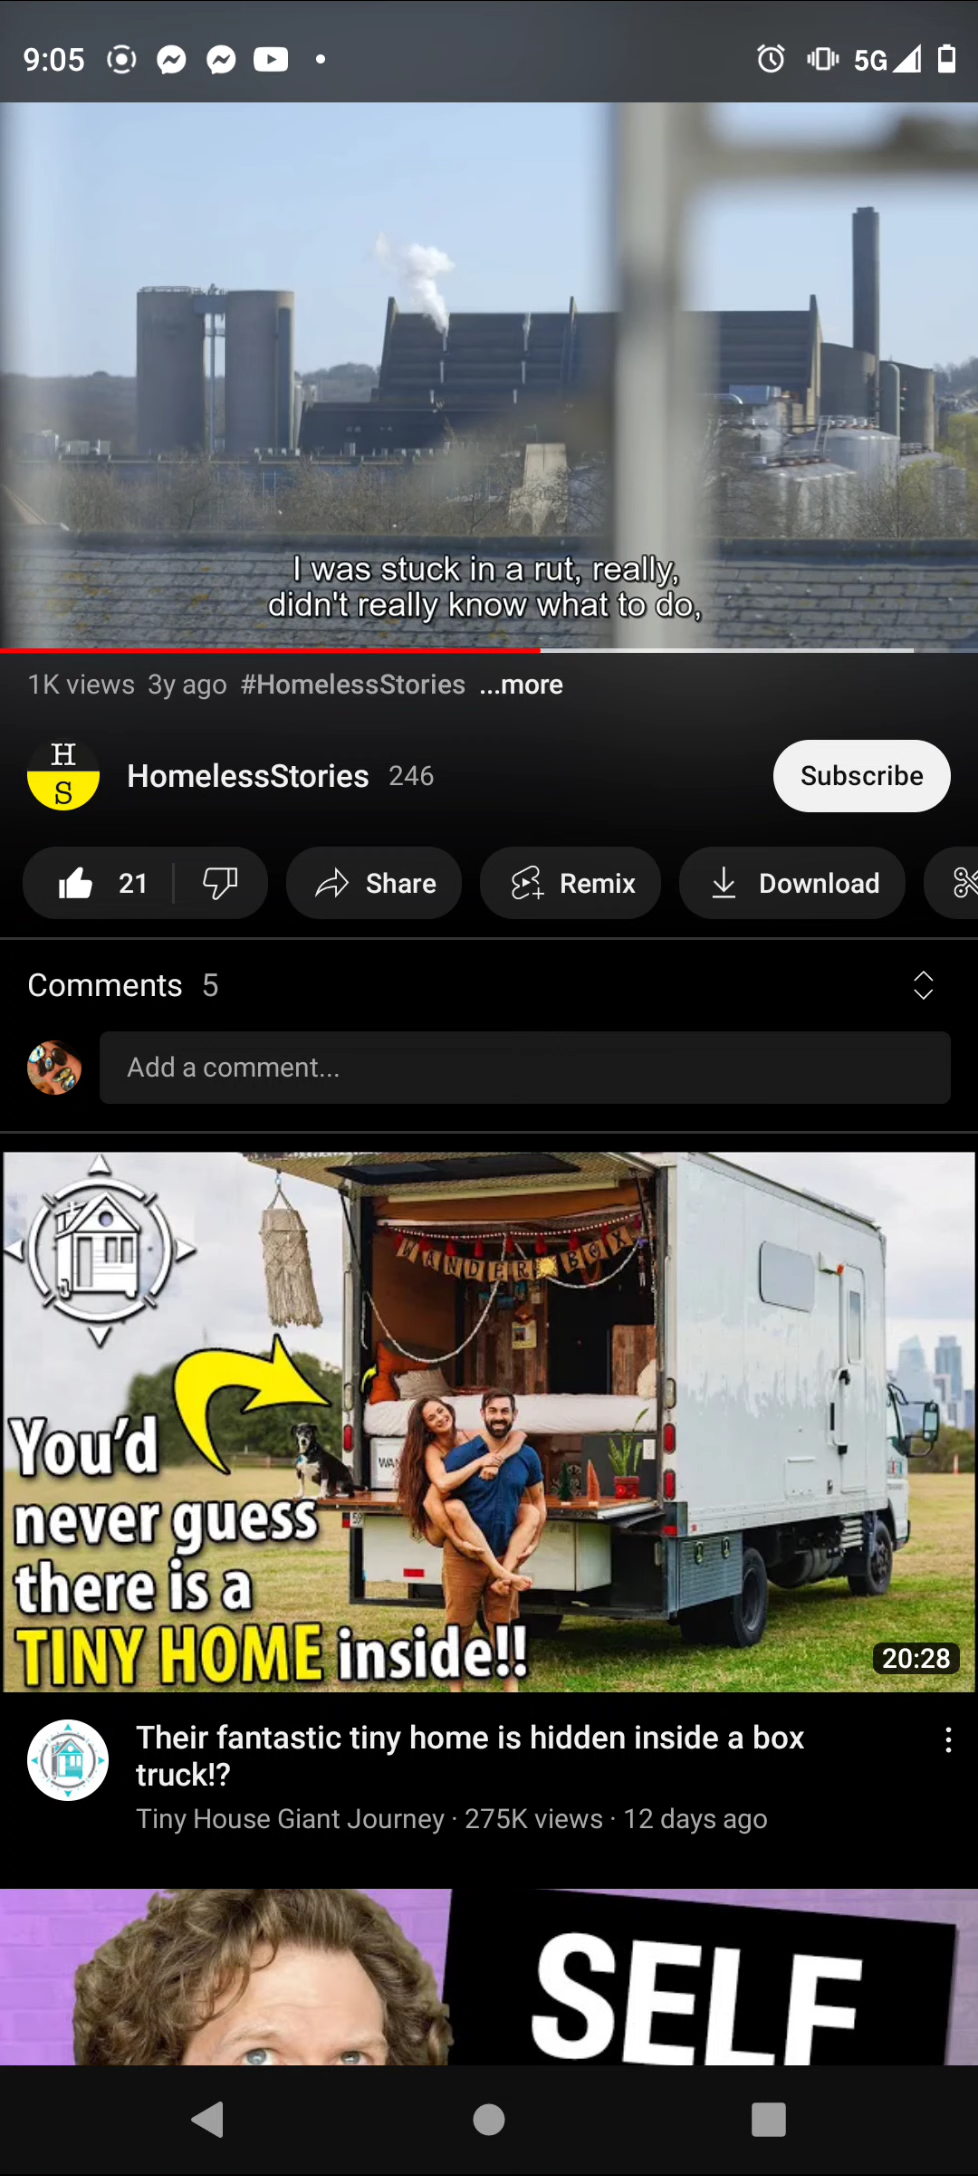 9:05
5G
I was stuck in a rut, really,
didn't really know what to do,
1K views 3y ago #HomelessStories ...more
H
S
HomelessStories 246
Subscribe
21
Share
Remix
Download
Comments 5
Add a comment...
WANDER BOX
WAN
You'd
never guess
there is a
TINY HOME inside!!
20:28
Their fantastic tiny home is hidden inside a box
truck!?
Tiny House Giant Journey · 275K views · 12 days ago
SELF